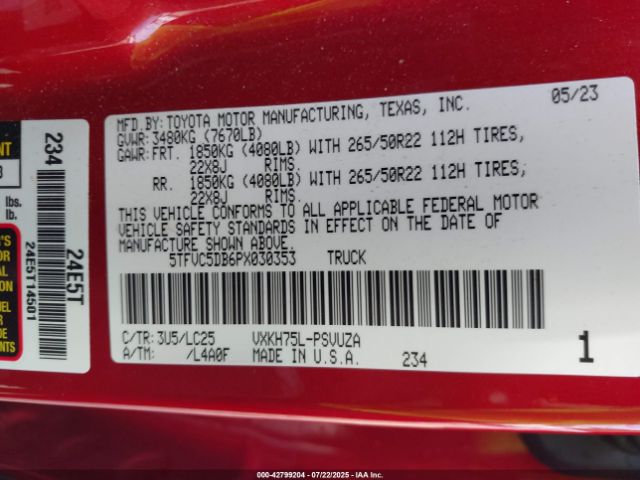 MFD.BY:TOYOTA MOTOR MANUFACTURING, TEXAS, INC. 05/23
GVWR:3480KG (7670LB)
GAWR:FRT. 1850KG (4080LB) WITH 265/50R22 112H TIRES,
22X8J RIMS.
RR. 1850KG (4080LB) WITH 265/50R22 112H TIRES,
22X8J RIMS.
THIS VEHICLE CONFORMS TO ALL APPLICABLE FEDERAL MOTOR
VEHICLE SAFETY STANDARDS IN EFFECT ON THE DATE OF
MANUFACTURE SHOWN ABOVE.
5TFVC5DB6PX030353 TRUCK
C/TR: 3U5/LC25 VXKH75L-PSVUZA
A/TM: /L4A0F MADE IN U.S.A. 234 1
234 24E5T
24E5T14501
lbs.
lb.
000-42799204 - 07/22/2025 - IAA Holdings, LLC